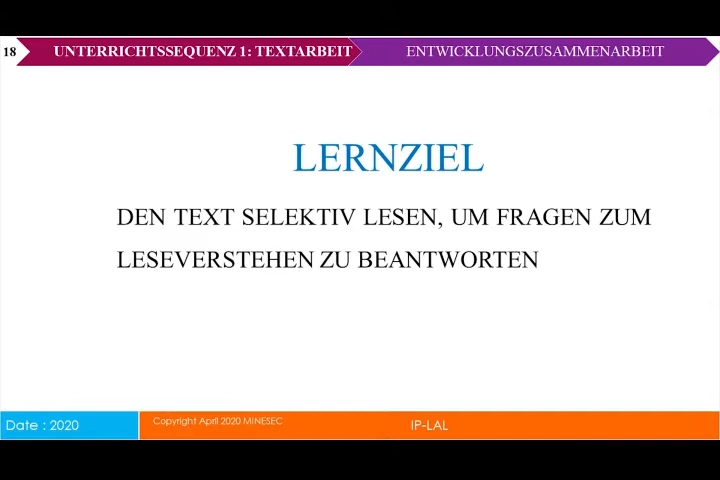 18 UNTERRICHTSSEQUENZ 1: TEXTARBEIT ENTWICKLUNGSZUSAMMENARBEIT
LERNZIEL
DEN TEXT SELEKTIV LESEN, UM FRAGEN ZUM
LESEVERSTEHEN ZU BEANTWORTEN
Date : 2020 Copyright April 2020 MINESEC IP-LAL